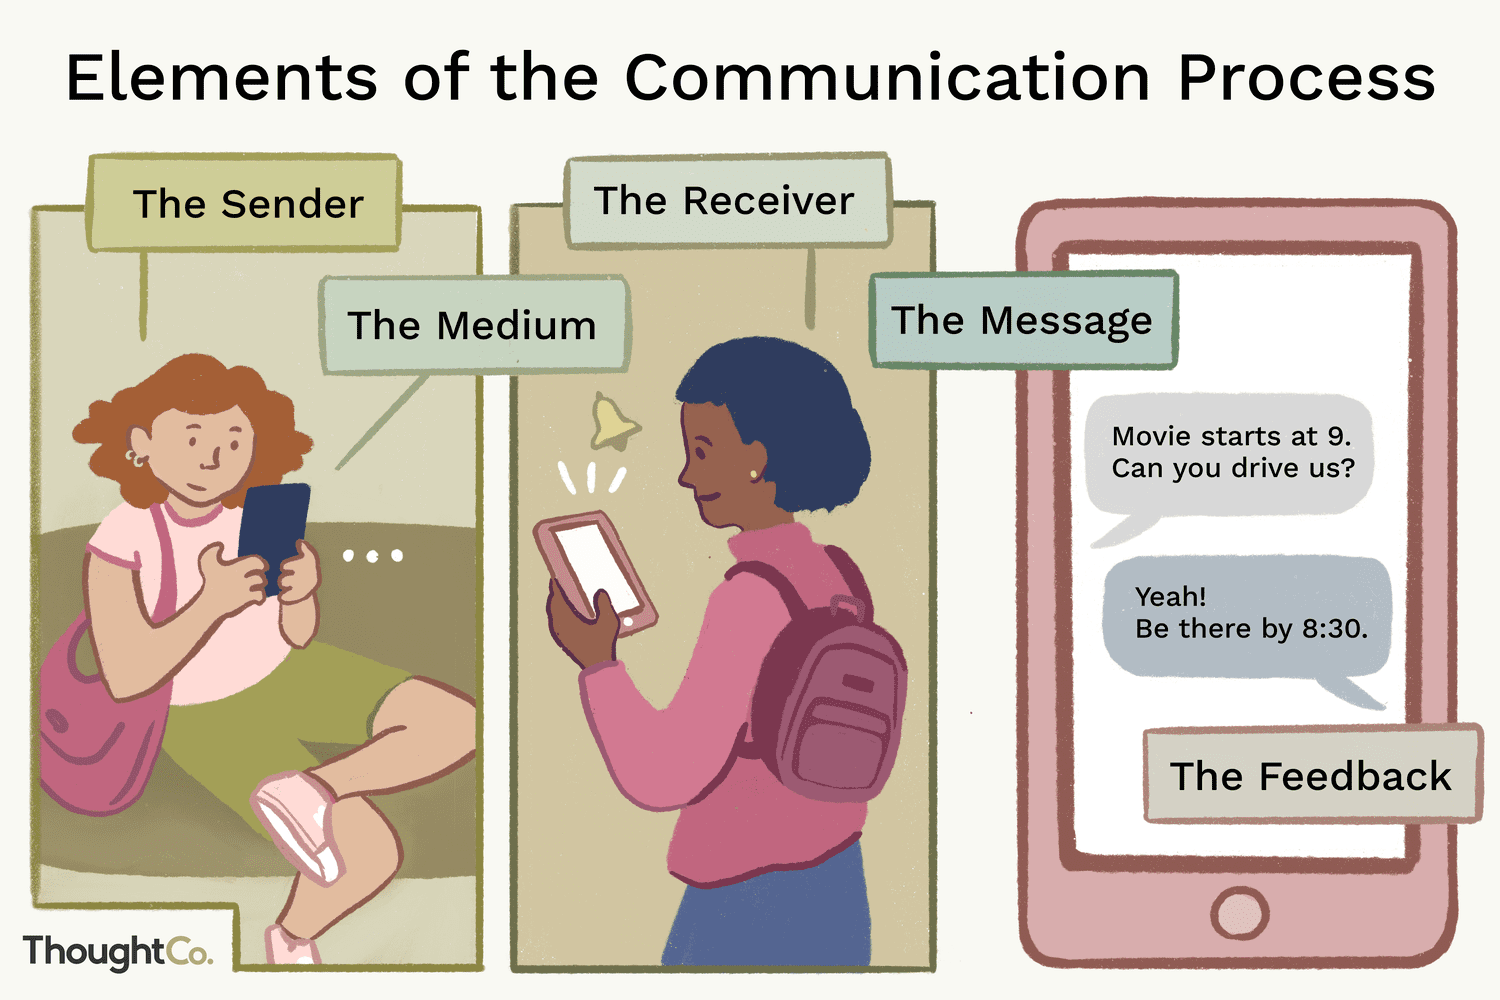 Elements of the Communication Process
The Sender
The Receiver
The Medium
The Message
Movie starts at 9.
Can you drive us?
Yeah!
Be there by 8:30.
The Feedback
ThoughtCo.